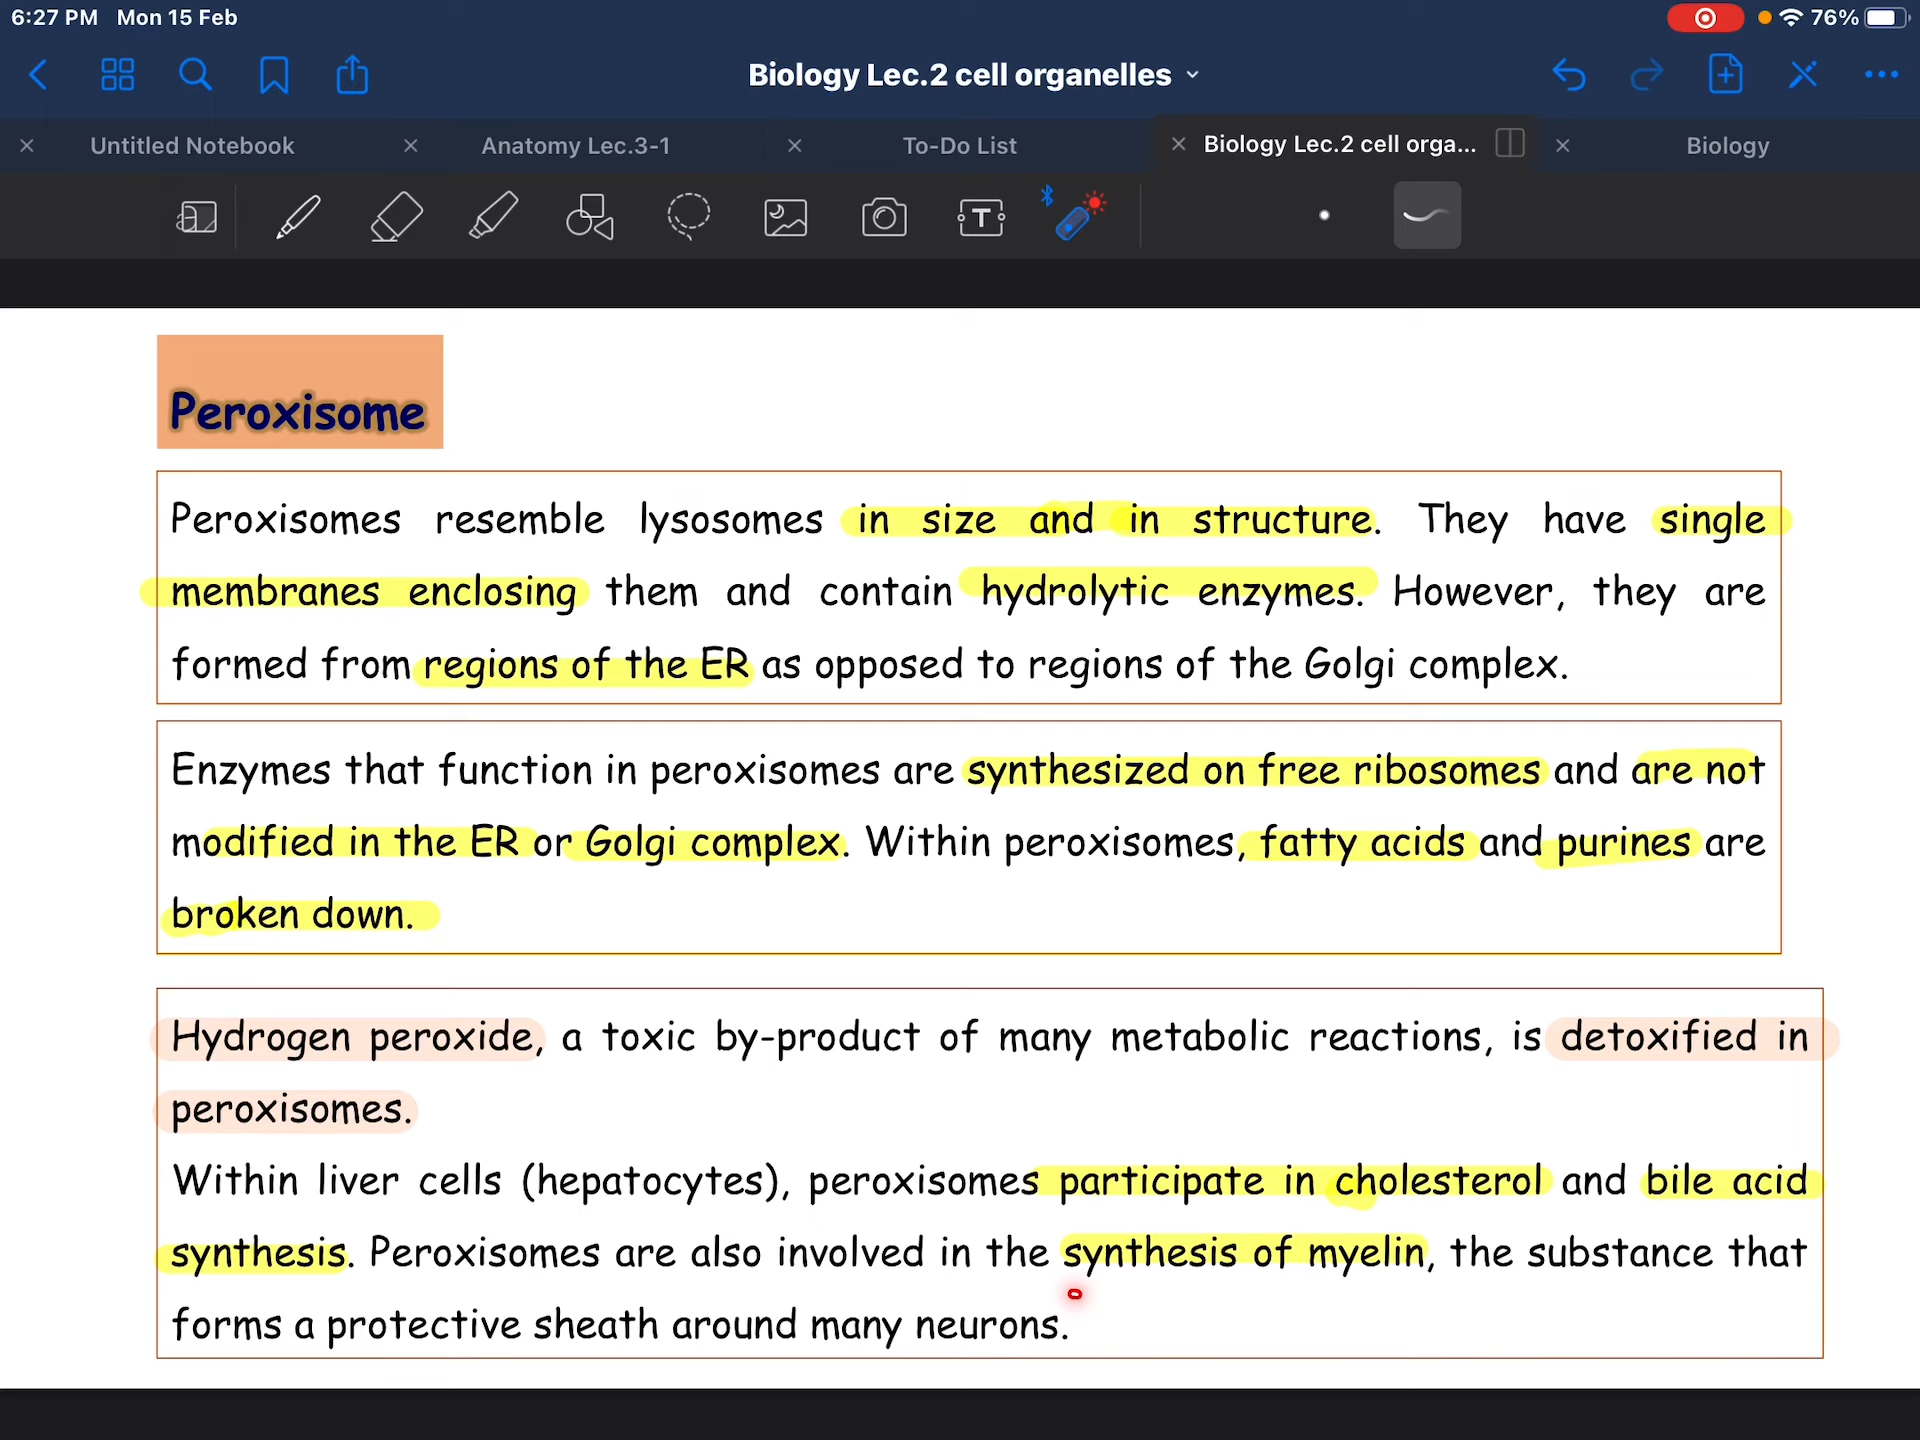 6:27 PM Mon 15 Feb 76%
Biology Lec.2 cell organelles
Untitled Notebook Anatomy Lec.3-1 To-Do List Biology Lec.2 cell orga... Biology
a T
Peroxisome
Peroxisomes resemble lysosomes in size and in structure. They have single
membranes enclosing them and contain hydrolytic enzymes. However, they are
formed from regions of the ER as opposed to regions of the Golgi complex.
Enzymes that function in peroxisomes are synthesized on free ribosomes and are not
modified in the ER or Golgi complex. Within peroxisomes, fatty acids and purines are
broken down.
Hydrogen peroxide, a toxic by-product of many metabolic reactions, is detoxified in
peroxisomes.
Within liver cells (hepatocytes), peroxisomes participate in cholesterol and bile acid
synthesis. Peroxisomes are also involved in the synthesis of myelin, the substance that
forms a protective sheath around many neurons.